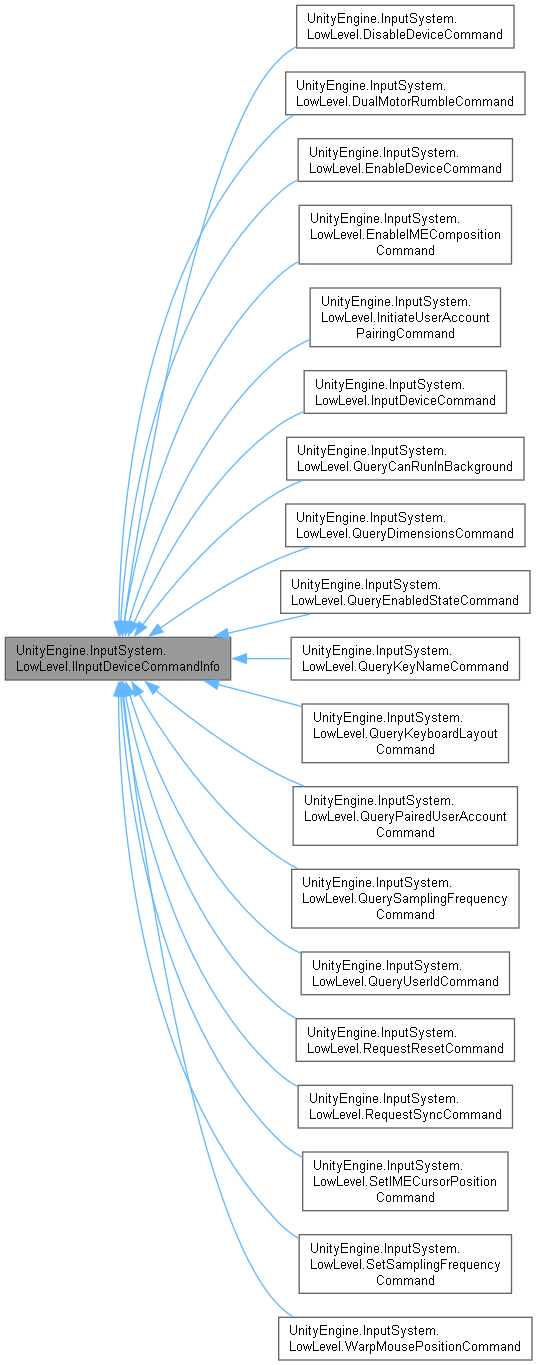 UnityEngine.InputSystem.
LowLevel.DisableDeviceCommand
UnityEngine.InputSystem.
LowLevel.DualMotorRumbleCommand
UnityEngine.InputSystem.
LowLevel.EnableDeviceCommand
UnityEngine.InputSystem.
LowLevel.EnableIMEComposition
Command
UnityEngine.InputSystem.
LowLevel.InitiateUserAccount
PairingCommand
UnityEngine.InputSystem.
LowLevel.InputDeviceCommand
UnityEngine.InputSystem.
LowLevel.QueryCanRunInBackground
UnityEngine.InputSystem.
LowLevel.QueryDimensionsCommand
UnityEngine.InputSystem.
LowLevel.QueryEnabledStateCommand
UnityEngine.InputSystem.
LowLevel.IInputDeviceCommandInfo
UnityEngine.InputSystem.
LowLevel.QueryKeyNameCommand
UnityEngine.InputSystem.
LowLevel.QueryKeyboardLayout
Command
UnityEngine.InputSystem.
LowLevel.QueryPairedUserAccount
Command
UnityEngine.InputSystem.
LowLevel.QuerySamplingFrequency
Command
UnityEngine.InputSystem.
LowLevel.QueryUserIdCommand
UnityEngine.InputSystem.
LowLevel.RequestResetCommand
UnityEngine.InputSystem.
LowLevel.RequestSyncCommand
UnityEngine.InputSystem.
LowLevel.SetIMECursorPosition
Command
UnityEngine.InputSystem.
LowLevel.SetSamplingFrequency
Command
UnityEngine.InputSystem.
LowLevel.WarpMousePositionCommand